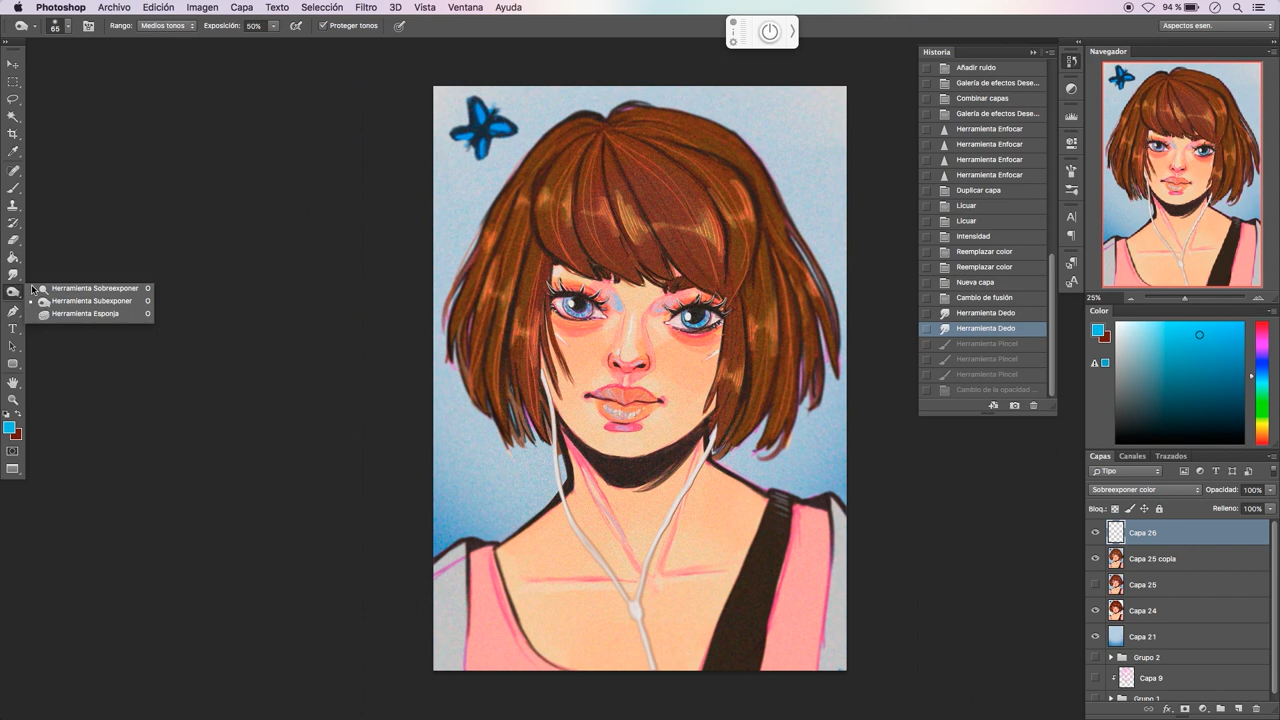 Photoshop Archivo Edición Imagen Capa Texto Selección Filtro 3D Vista Ventana Ayuda 94 %
65 Rango: Medios tonos Exposición: 50% Proteger tonos Aspectos esen.
Historia
Añadir ruido
Galería de efectos Dese...
Combinar capas
Galería de efectos Dese...
Herramienta Enfocar
Herramienta Enfocar
Herramienta Enfocar
Herramienta Enfocar
Duplicar capa
Licuar
Licuar
Intensidad
Reemplazar color
Reemplazar color
Nueva capa
Cambio de fusión
Herramienta Dedo
Herramienta Dedo
Herramienta Pincel
Herramienta Pincel
Herramienta Pincel
Cambio de la opacidad ...
Herramienta Sobreexponer O
Herramienta Subexponer O
Herramienta Esponja O
Navegador
25%
Color
Capas Canales Trazados
Tipo
Sobreexponer color Opacidad: 100%
Bloq.: Relleno: 100%
Capa 26
Capa 25 copia
Capa 25
Capa 24
Capa 21
Grupo 2
Capa 9
Grupo 1